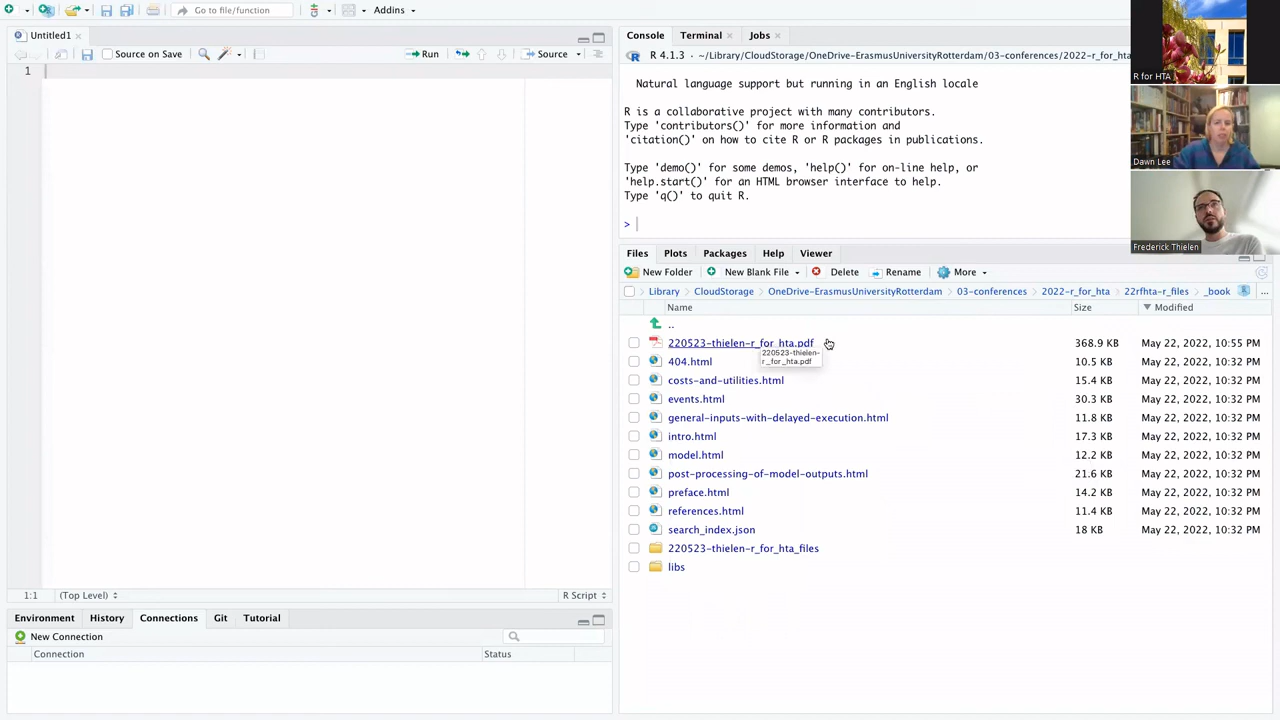 Go to file/function
Addins
Untitled1
Source on Save
Run
Source
1
1:1
(Top Level)
R Script
Environment
History
Connections
Git
Tutorial
New Connection
Connection
Status
Console
Terminal
Jobs
R 4.1.3 · ~/Library/CloudStorage/OneDrive-ErasmusUniversityRotterdam/03-conferences/2022-r_for_hta
Natural language support but running in an English locale
R is a collaborative project with many contributors.
Type 'contributors()' for more information and
'citation()' on how to cite R or R packages in publications.
Type 'demo()' for some demos, 'help()' for on-line help, or
'help.start()' for an HTML browser interface to help.
Type 'q()' to quit R.
>
Files
Plots
Packages
Help
Viewer
New Folder
New Blank File
Delete
Rename
More
Library
CloudStorage
OneDrive-ErasmusUniversityRotterdam
03-conferences
2022-r_for_hta
22rfhta-r_files
_book
...
Name
Size
Modified
..
220523-thielen-r_for_hta.pdf 368.9 KB May 22, 2022, 10:55 PM
220523-thielen-
r_for_hta.pdf
404.html 10.5 KB May 22, 2022, 10:32 PM
costs-and-utilities.html 15.4 KB May 22, 2022, 10:32 PM
events.html 30.3 KB May 22, 2022, 10:32 PM
general-inputs-with-delayed-execution.html 11.8 KB May 22, 2022, 10:32 PM
intro.html 17.3 KB May 22, 2022, 10:32 PM
model.html 12.2 KB May 22, 2022, 10:32 PM
post-processing-of-model-outputs.html 21.6 KB May 22, 2022, 10:32 PM
preface.html 14.2 KB May 22, 2022, 10:32 PM
references.html 11.4 KB May 22, 2022, 10:32 PM
search_index.json 18 KB May 22, 2022, 10:32 PM
220523-thielen-r_for_hta_files
libs
R for HTA
Dawn Lee
Frederick Thielen